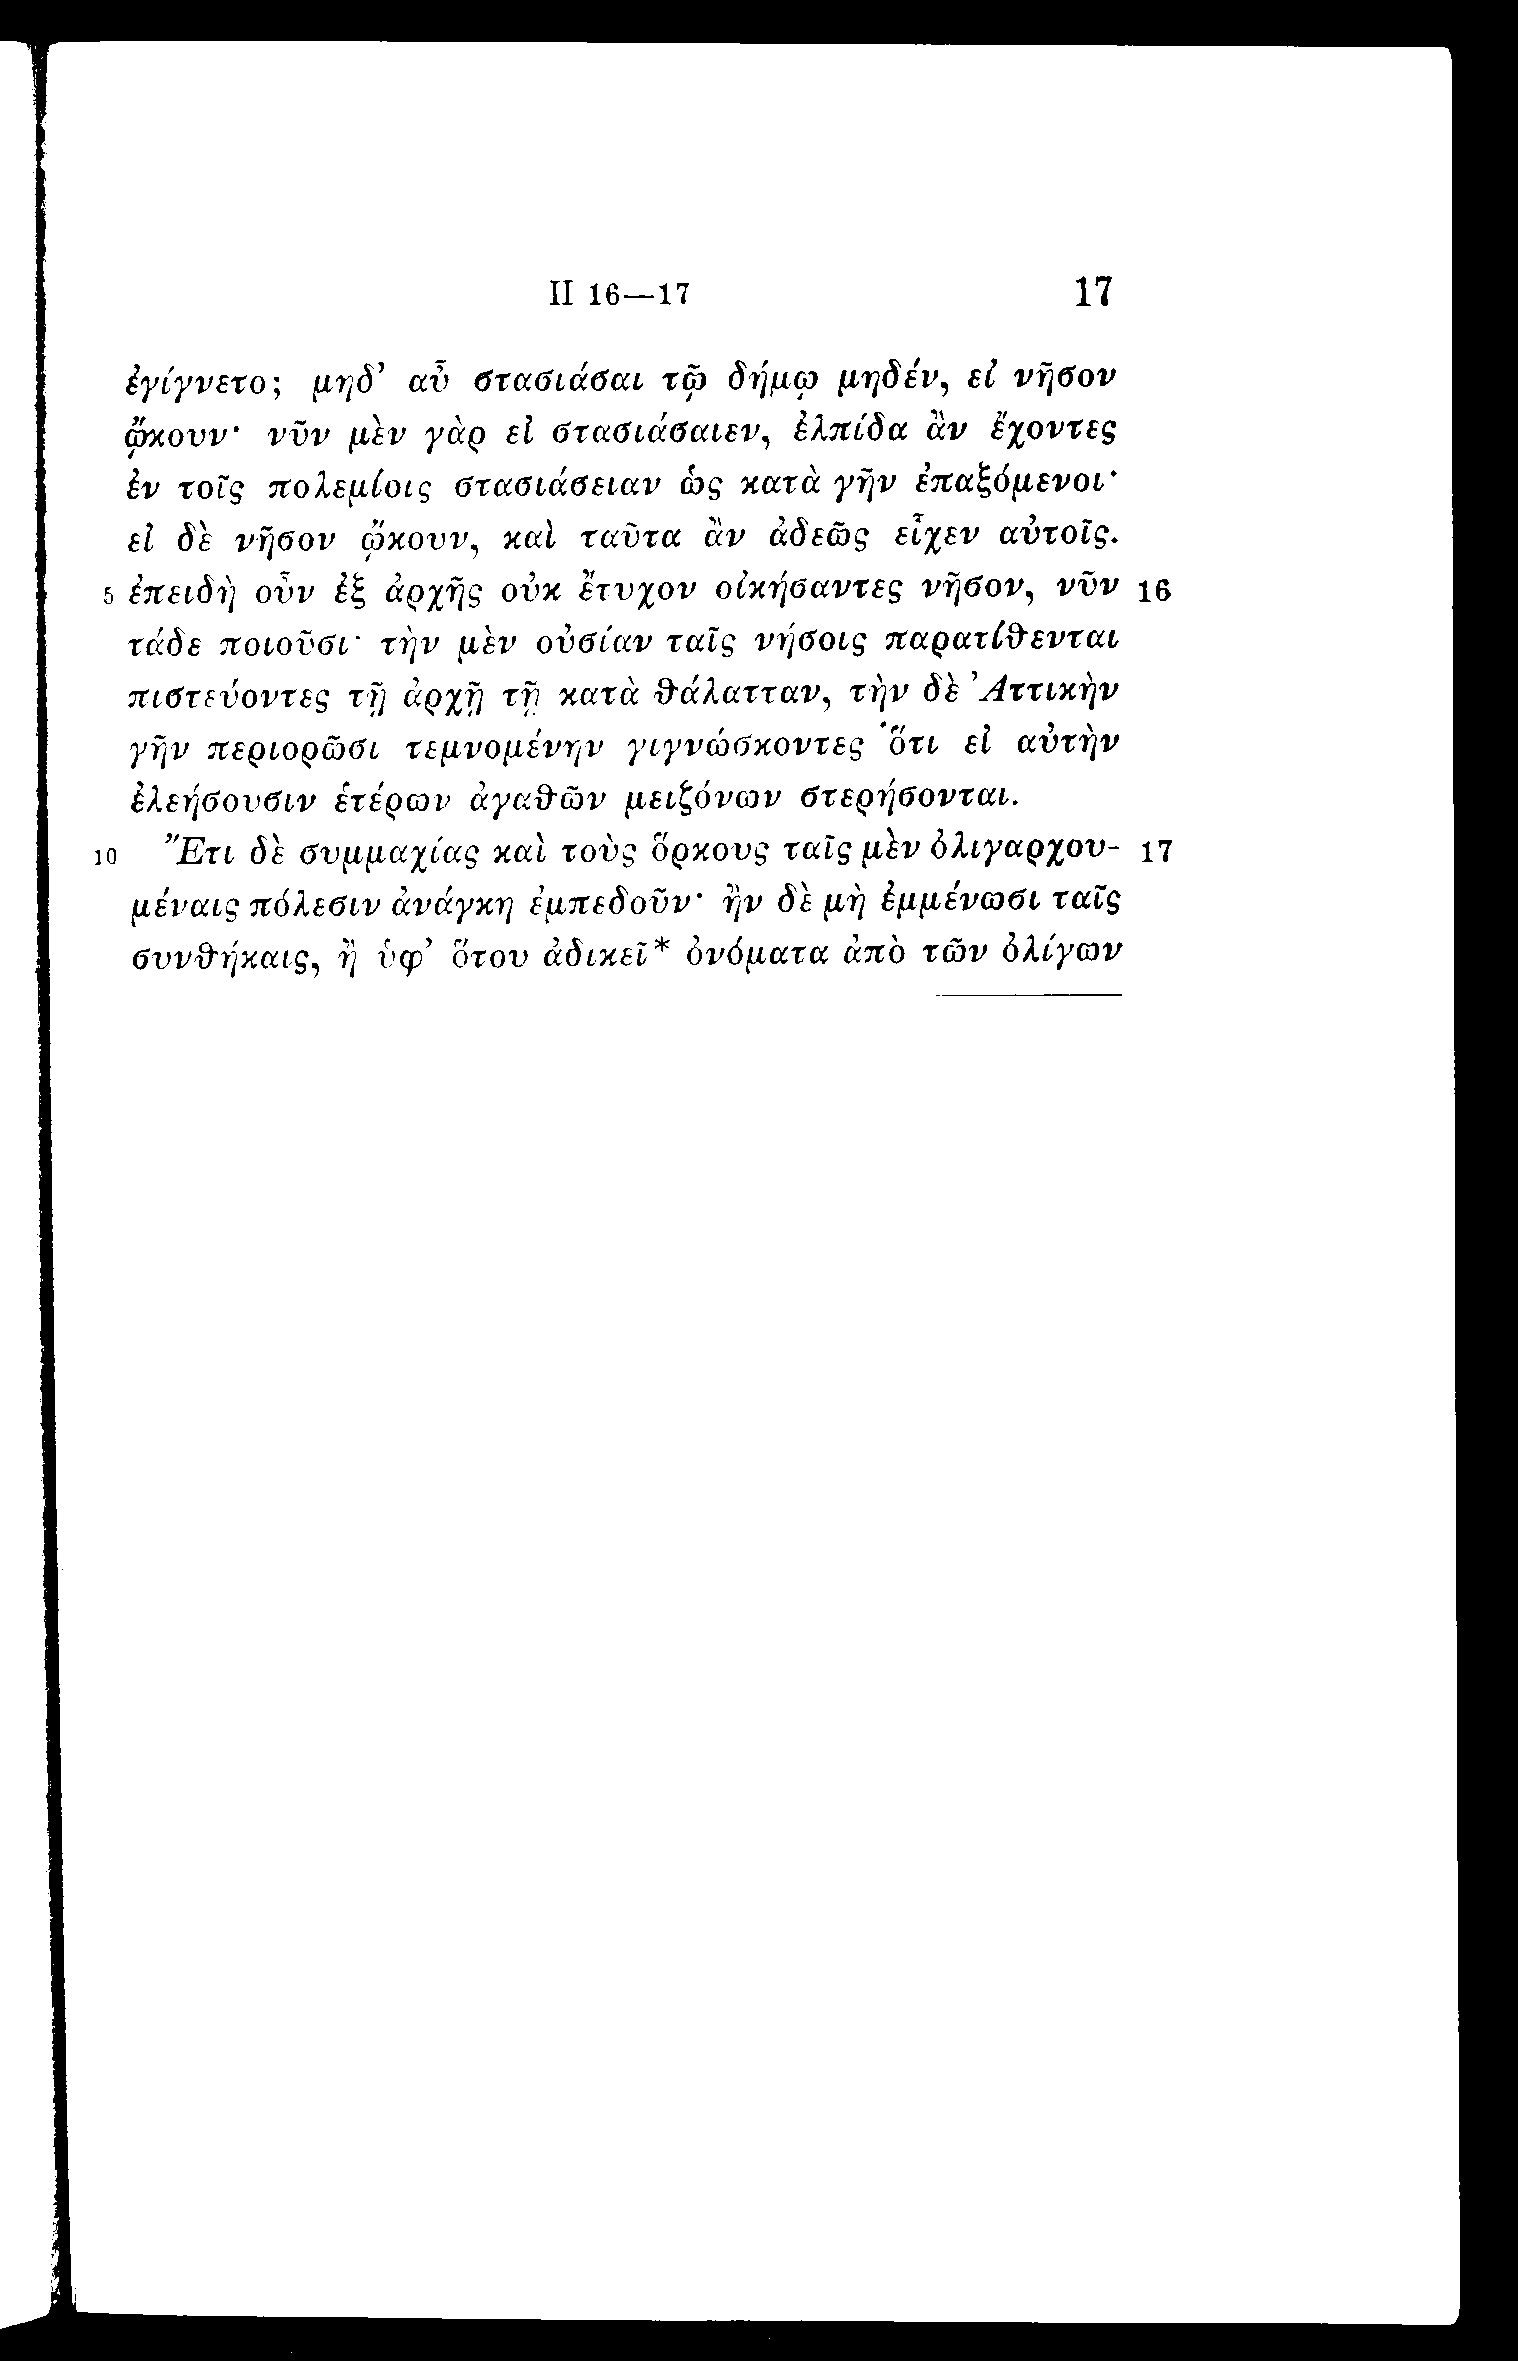 II 16—17 17
ἐγίγνετο; μηδ’ αὖ στασιάσαι τῷ δήμῳ μηδέν, εἰ νῆσον
ᾤκουν· νῦν μὲν γὰρ εἰ στασιάσαιεν, ἐλπίδα ἂν ἔχοντες
ἐν τοῖς πολεμίοις στασιάσειαν ὡς κατὰ γῆν ἐπαξόμενοι·
εἰ δὲ νῆσον ᾤκουν, καὶ ταῦτα ἂν ἀδεῶς εἶχεν αὐτοῖς.
5 ἐπειδὴ οὖν ἐξ ἀρχῆς οὐκ ἔτυχον οἰκήσαντες νῆσον, νῦν 16
τάδε ποιοῦσι· τὴν μὲν οὐσίαν ταῖς νήσοις παρατίθενται
πιστεύοντες τῇ ἀρχῇ τῇ κατὰ θάλατταν, τὴν δὲ Ἀττικὴν
γῆν περιορῶσι τεμνομένην γιγνώσκοντες ὅτι εἰ αὐτὴν
ἐλεήσουσιν ἑτέρων ἀγαθῶν μειζόνων στερήσονται.
10 Ἔτι δὲ συμμαχίας καὶ τοὺς ὅρκους ταῖς μὲν ὀλιγαρχου- 17
μέναις πόλεσιν ἀνάγκη ἐμπεδοῦν· ἢν δὲ μὴ ἐμμένωσι ταῖς
συνθήκαις, ἢ ὑφ’ ὅτου ἀδικεῖ* ὀνόματα ἀπὸ τῶν ὀλίγων